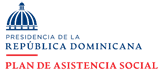 PRESIDENCIA DE LA
REPÚBLICA DOMINICANA
PLAN DE ASISTENCIA SOCIAL